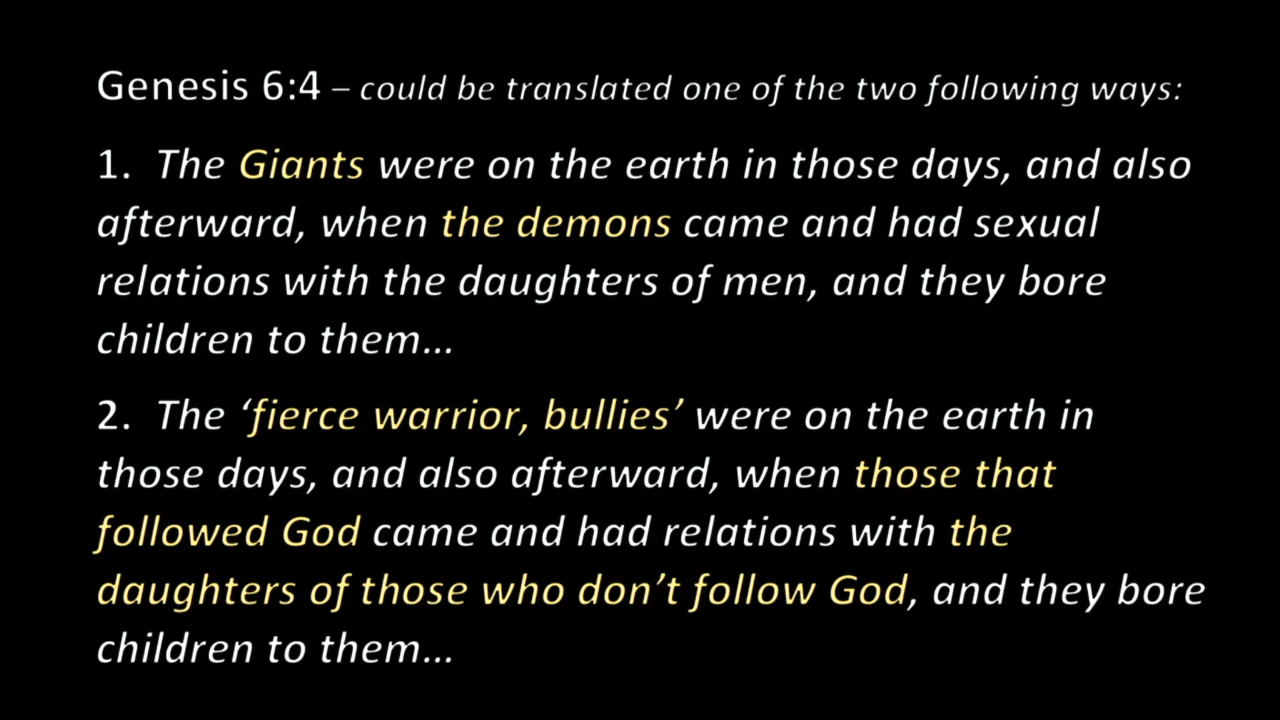 Genesis 6:4 – could be translated one of the two following ways:
1. The Giants were on the earth in those days, and also
afterward, when the demons came and had sexual
relations with the daughters of men, and they bore
children to them…
2. The ‘fierce warrior, bullies’ were on the earth in
those days, and also afterward, when those that
followed God came and had relations with the
daughters of those who don’t follow God, and they bore
children to them…